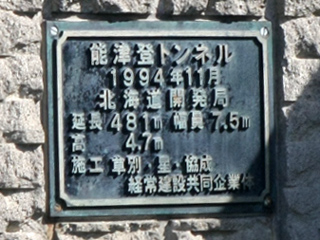 能津登トンネル
1994年11月
北海道開発局
延長 481m 幅員 7.5m
高 4.7m
施工 草別・星・協成
経常建設共同企業体